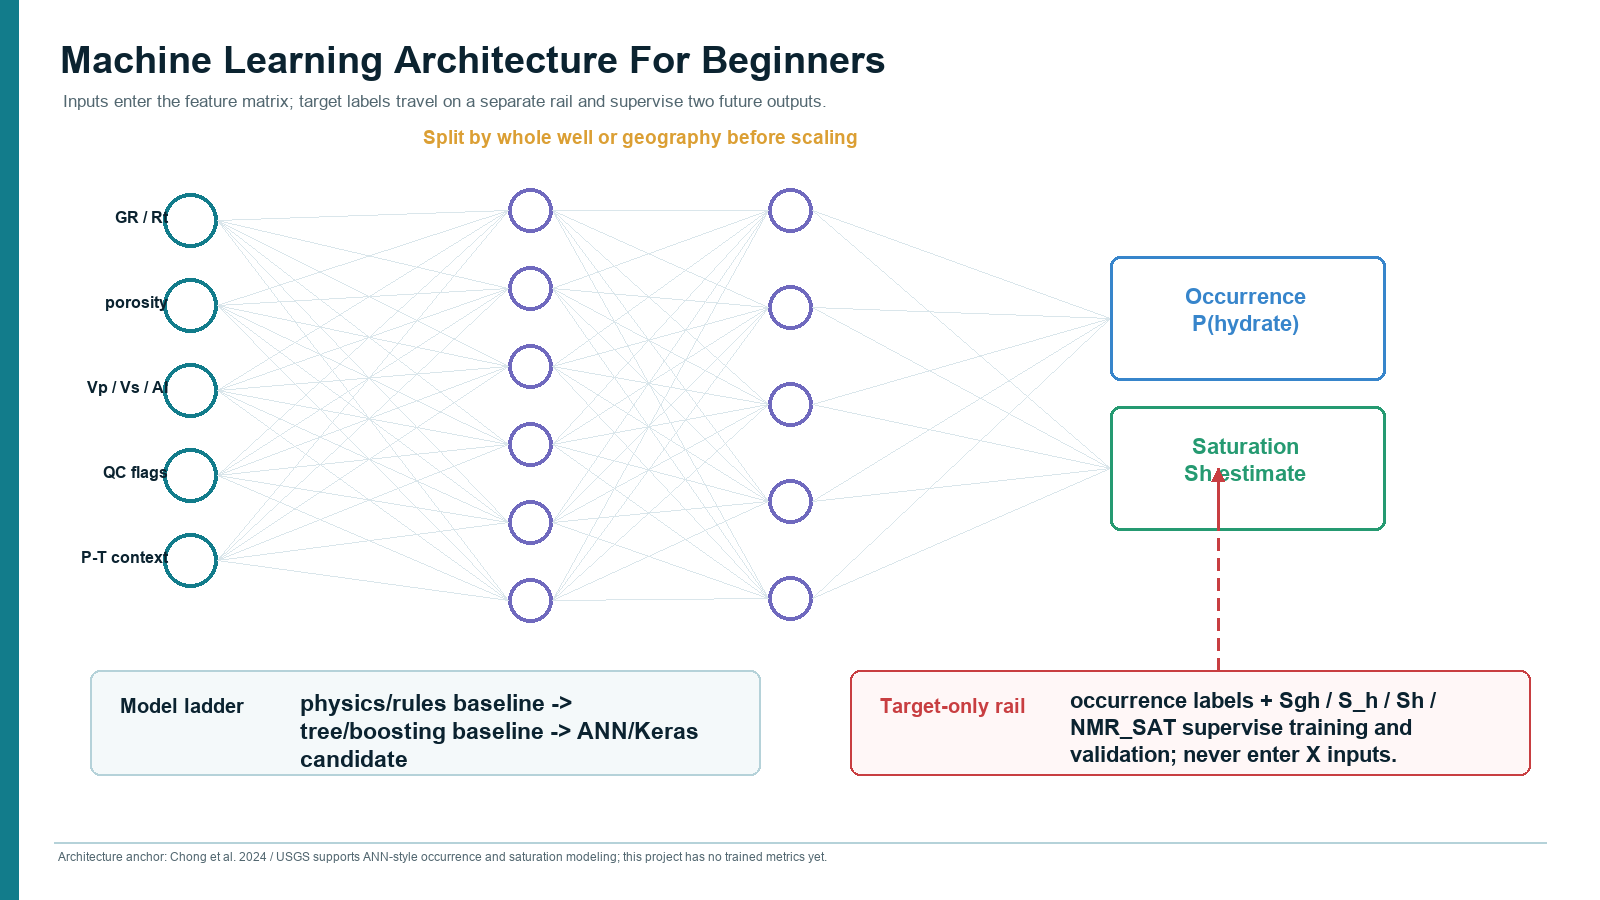 Machine Learning Architecture For Beginners
Inputs enter the feature matrix; target labels travel on a separate rail and supervise two future outputs.
Split by whole well or geography before scaling
GR / Rt
porosity
Vp / Vs / AI
QC flags
P-T context
Occurrence
P(hydrate)
Saturation
Sh estimate
Model ladder
physics/rules baseline ->
tree/boosting baseline -> ANN/Keras
candidate
Target-only rail
occurrence labels + Sgh / S_h / Sh /
NMR_SAT supervise training and
validation; never enter X inputs.
Architecture anchor: Chong et al. 2024 / USGS supports ANN-style occurrence and saturation modeling; this project has no trained metrics yet.